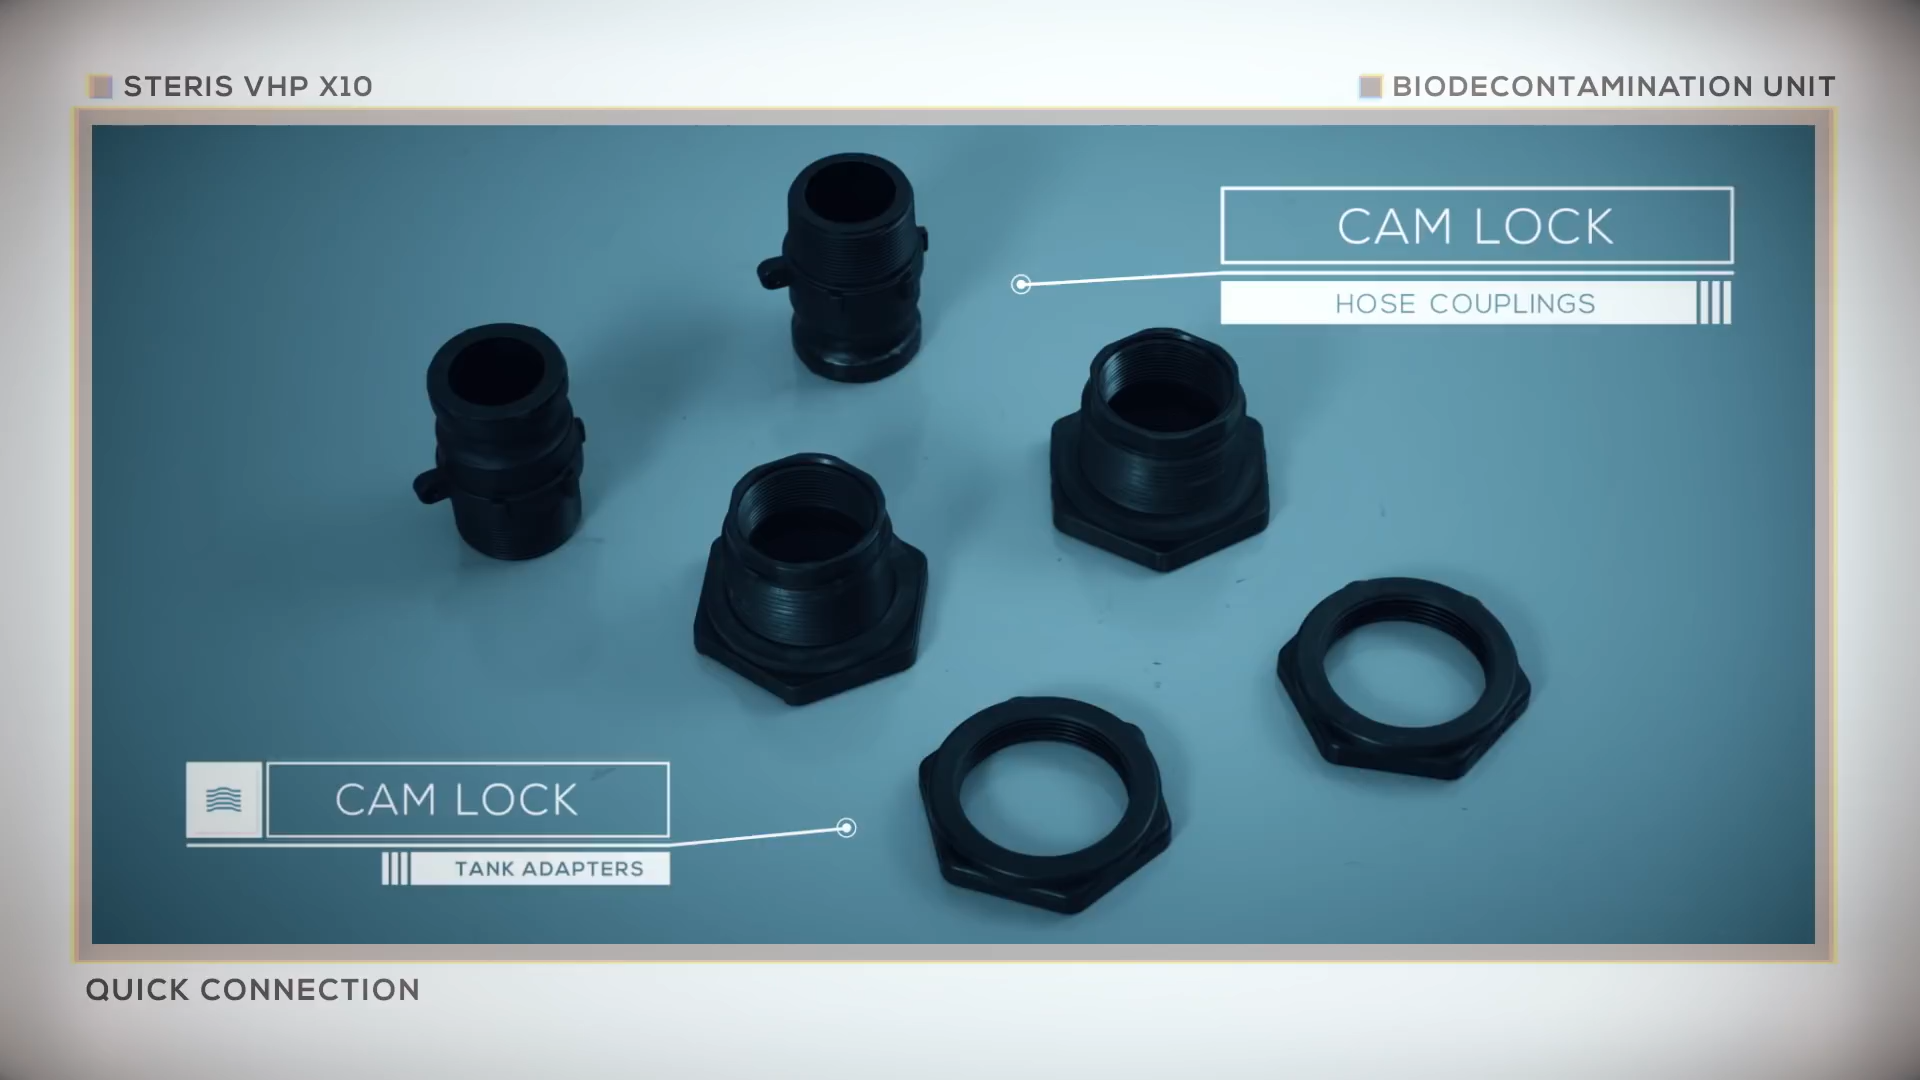 STERIS VHP X10
BIODECONTAMINATION UNIT
CAM LOCK
HOSE COUPLINGS
CAM LOCK
TANK ADAPTERS
QUICK CONNECTION